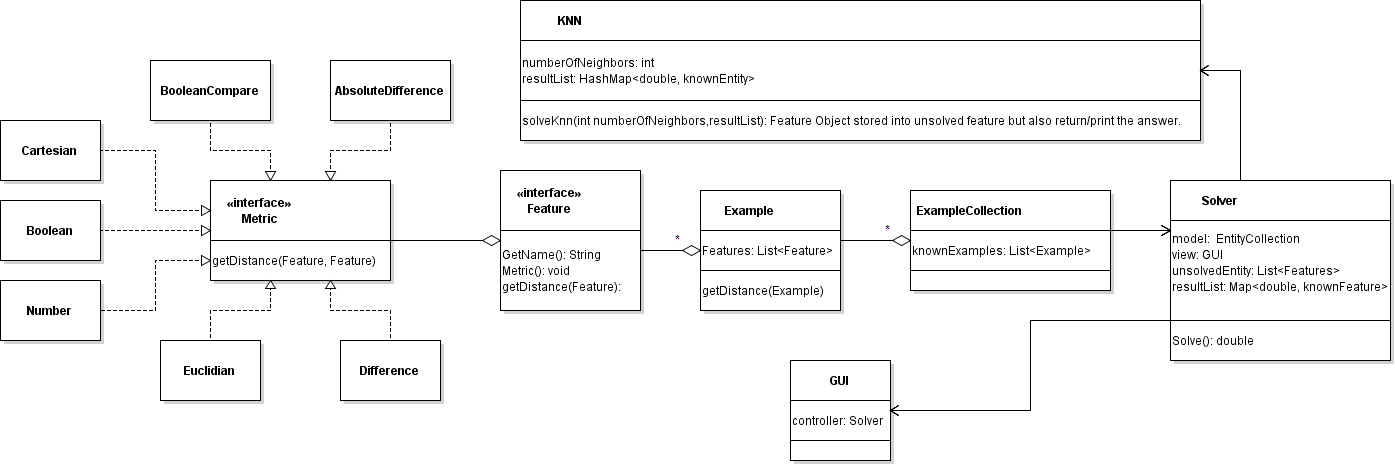 KNN
numberOfNeighbors: int
resultList: HashMap<double, knownEntity>
solveKnn(int numberOfNeighbors,resultList): Feature Object stored into unsolved feature but also return/print the answer.
BooleanCompare
AbsoluteDifference
Cartesian
Boolean
Number
«interface»
Metric
getDistance(Feature, Feature)
Euclidian
Difference
«interface»
Feature
GetName(): String
Metric(): void
getDistance(Feature):
*
Example
Features: List<Feature>
getDistance(Example)
*
ExampleCollection
knownExamples: List<Example>
Solver
model: EntityCollection
view: GUI
unsolvedEntity: List<Features>
resultList: Map<double, knownFeature>
Solve(): double
GUI
controller: Solver